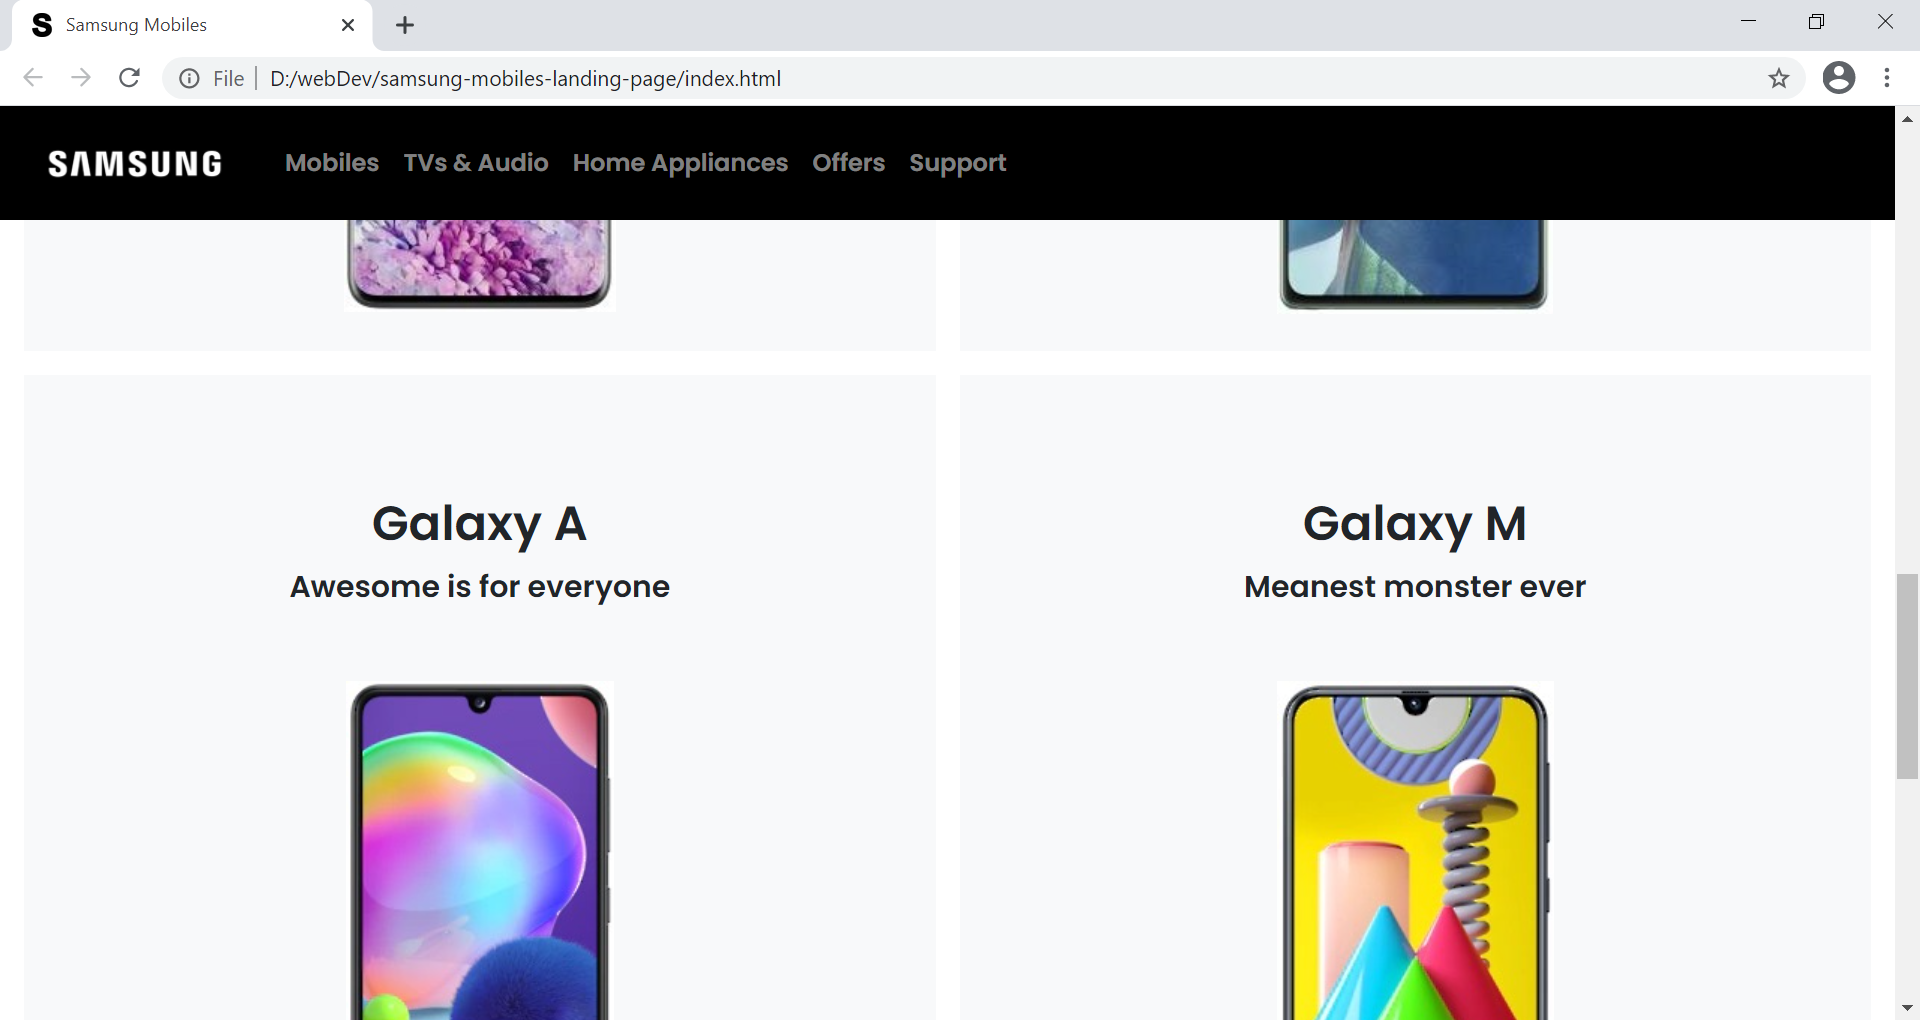 Samsung Mobiles
File D:/webDev/samsung-mobiles-landing-page/index.html
SAMSUNG Mobiles TVs & Audio Home Appliances Offers Support
Galaxy A
Awesome is for everyone
Galaxy M
Meanest monster ever